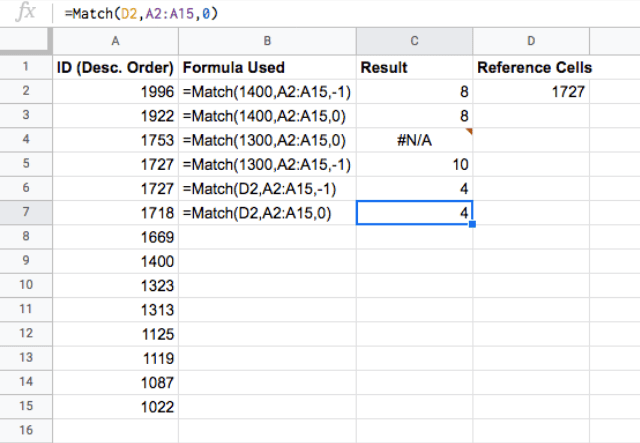 fx =Match(D2,A2:A15,0)
A B C D
1 ID (Desc. Order) Formula Used Result Reference Cells
2 1996 =Match(1400,A2:A15,-1) 8 1727
3 1922 =Match(1400,A2:A15,0) 8
4 1753 =Match(1300,A2:A15,0) #N/A
5 1727 =Match(1300,A2:A15,-1) 10
6 1727 =Match(D2,A2:A15,-1) 4
7 1718 =Match(D2,A2:A15,0) 4
8 1669
9 1400
10 1323
11 1313
12 1125
13 1119
14 1087
15 1022
16